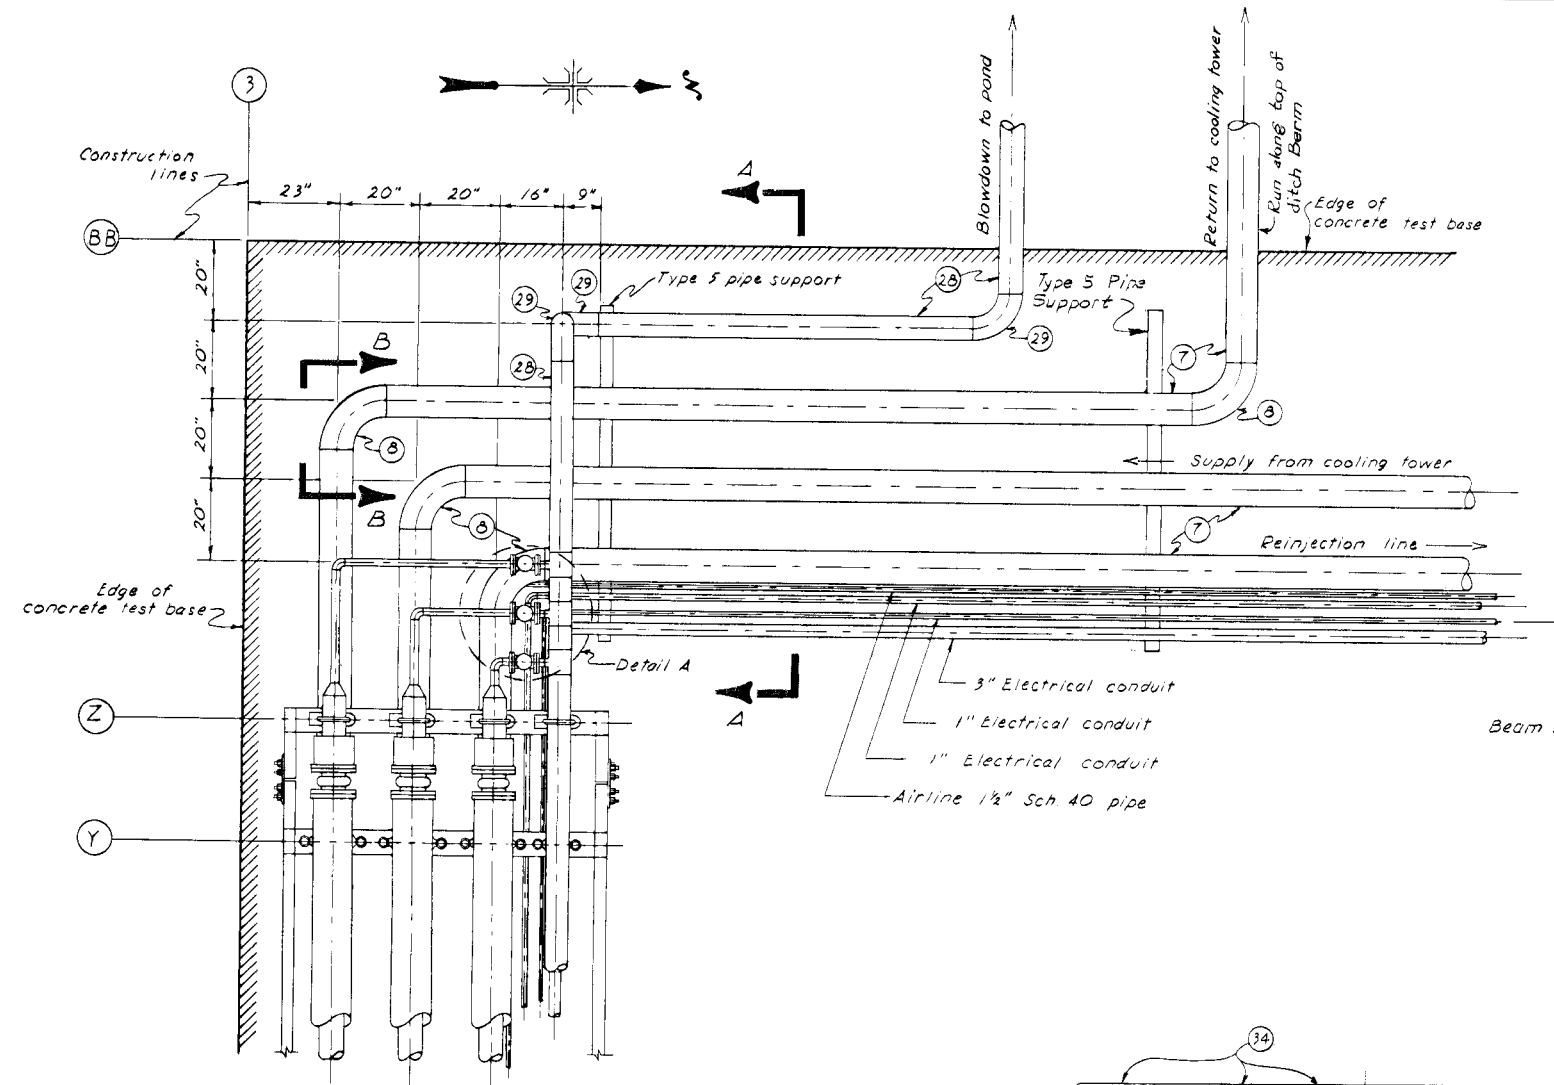 3
N
Construction
lines
23"
20"
20"
16"
9"
A
BB
Blowdown to pond
Return to cooling tower
Run along top of
ditch Berm
Edge of
concrete test base
20"
20"
20"
20"
Type 5 pipe support
28
Type 5 Pipe
Support
29
29
29
B
28
7
8
8
Supply from cooling tower
B
8
7
Reinjection line
Edge of
concrete test base
Detail A
3" Electrical conduit
A
Z
1" Electrical conduit
Beam
1" Electrical conduit
Airline 1½" Sch. 40 pipe
Y
34